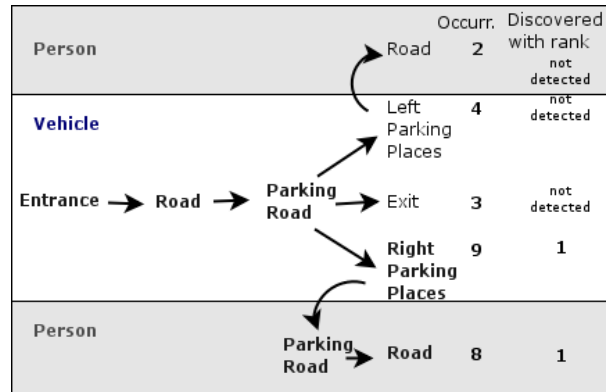 Occurr. Discovered
with rank
Person
Road 2 not
detected
Left 4 not
Parking detected
Places
Vehicle
Entrance Road Parking
Road
Exit 3 not
detected
Right 9 1
Parking
Places
Person
Parking
Road
Road 8 1